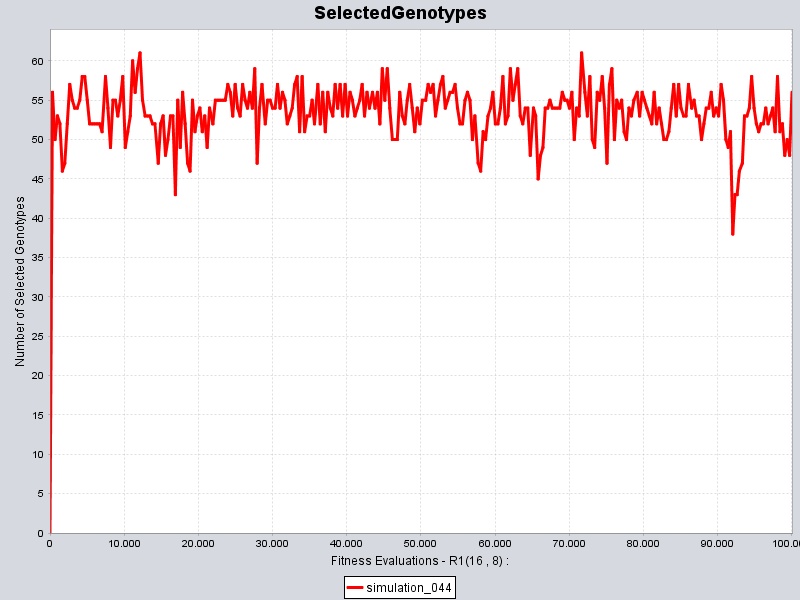 SelectedGenotypes
Number of Selected Genotypes
60
55
50
45
40
35
30
25
20
15
10
5
0
0 10.000 20.000 30.000 40.000 50.000 60.000 70.000 80.000 90.000 100.00
Fitness Evaluations - R1(16 , 8) :
simulation_044